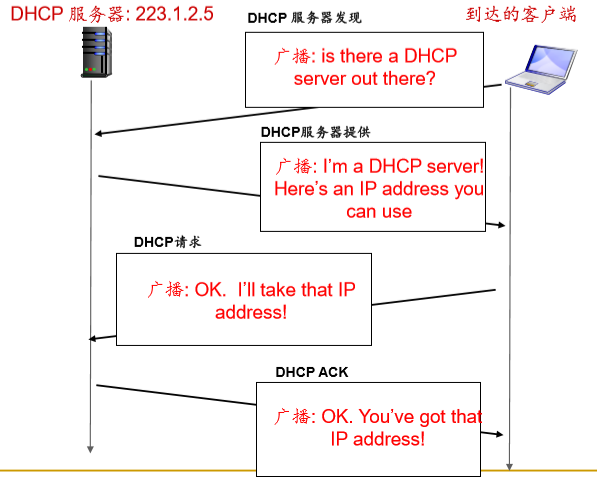 DHCP 服务器: 223.1.2.5
DHCP 服务器发现
到达的客户端
广播: is there a DHCP
server out there?
DHCP服务器提供
广播: I'm a DHCP server!
Here's an IP address you
can use
DHCP请求
广播: OK.  I'll take that IP
address!
DHCP ACK
广播: OK. You've got that
IP address!